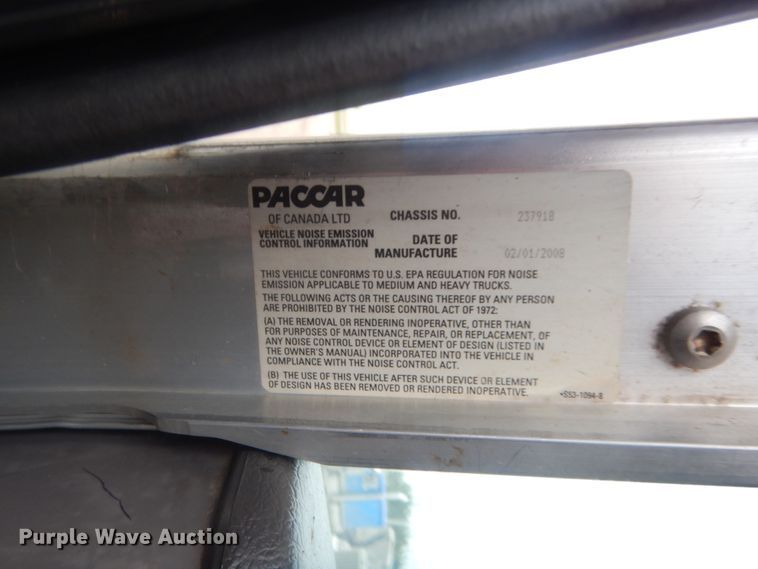 PACCAR
OF CANADA LTD
CHASSIS NO. 237918
VEHICLE NOISE EMISSION
CONTROL INFORMATION
DATE OF
MANUFACTURE 02/01/2008
THIS VEHICLE CONFORMS TO U.S. EPA REGULATION FOR NOISE
EMISSION APPLICABLE TO MEDIUM AND HEAVY TRUCKS.
THE FOLLOWING ACTS OR THE CAUSING THEREOF BY ANY PERSON
ARE PROHIBITED BY THE NOISE CONTROL ACT OF 1972:
(A) THE REMOVAL OR RENDERING INOPERATIVE, OTHER THAN
FOR PURPOSES OF MAINTENANCE, REPAIR, OR REPLACEMENT, OF
ANY NOISE CONTROL DEVICE OR ELEMENT OF DESIGN (LISTED IN
THE OWNER'S MANUAL) INCORPORATED INTO THE VEHICLE IN
COMPLIANCE WITH THE NOISE CONTROL ACT.
(B) THE USE OF THIS VEHICLE AFTER SUCH DEVICE OR ELEMENT
OF DESIGN HAS BEEN REMOVED OR RENDERED INOPERATIVE.
•S53-1094-8
Purple Wave Auction